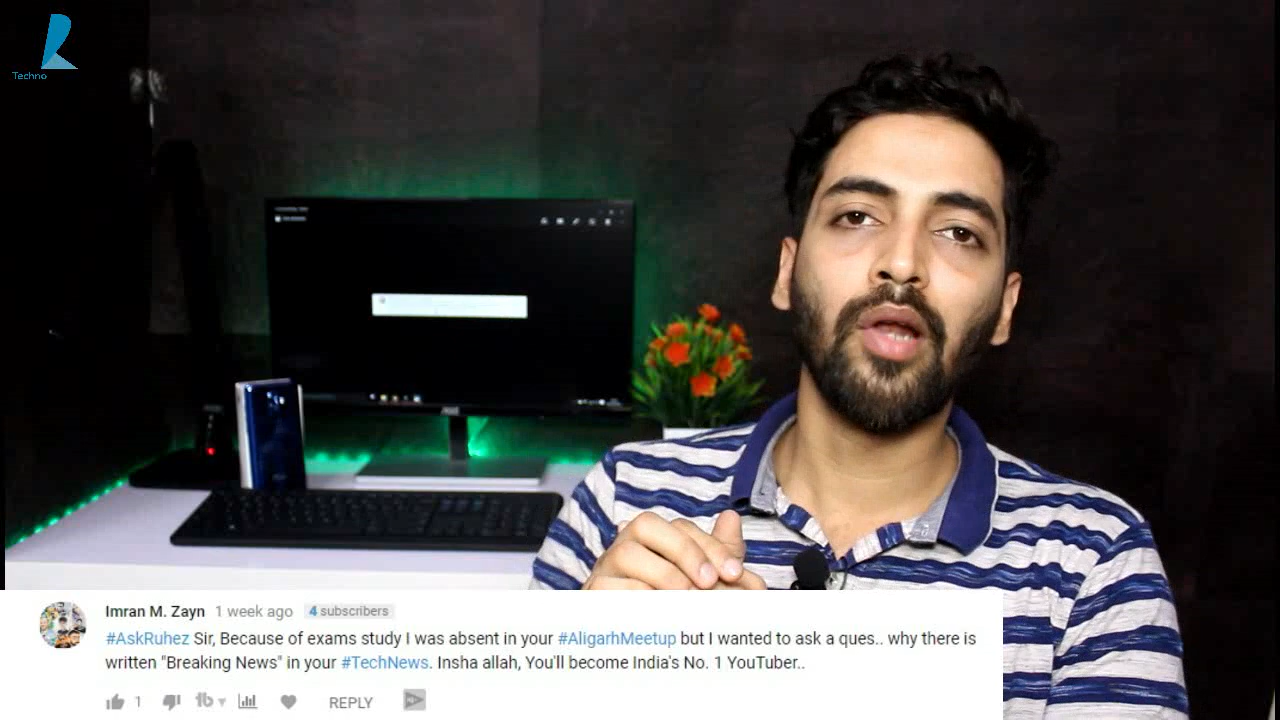 Techno
Imran M. Zayn 1 week ago 4 subscribers
#AskRuhez Sir, Because of exams study I was absent in your #AligarhMeetup but I wanted to ask a ques.. why there is
written "Breaking News" in your #TechNews. Insha allah, You'll become India's No. 1 YouTuber..
1 REPLY